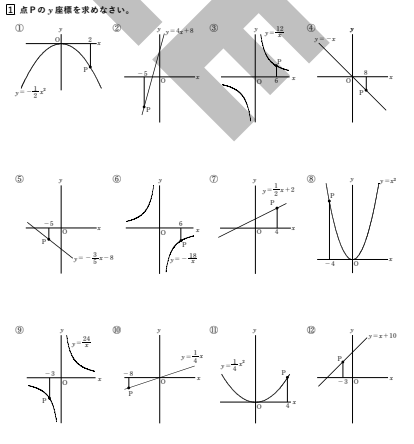 1 点Pのy座標を求めなさい。
① y O 2 x P y=-1/2x²
② y y=4x+8 -5 O x P
③ y y=12/x P O 6 x
④ y y=-x 8 O x P
⑤ y -5 O x P y=-3/5x-8
⑥ y 6 O x P y=-18/x
⑦ y y=1/2x+2 P O 4 x
⑧ y y=x² P -4 O x
⑨ y y=24/x -3 O x P
⑩ y y=1/4x -8 O x P
⑪ y y=1/4x² P O 4 x
⑫ y y=x+10 P -3 O x